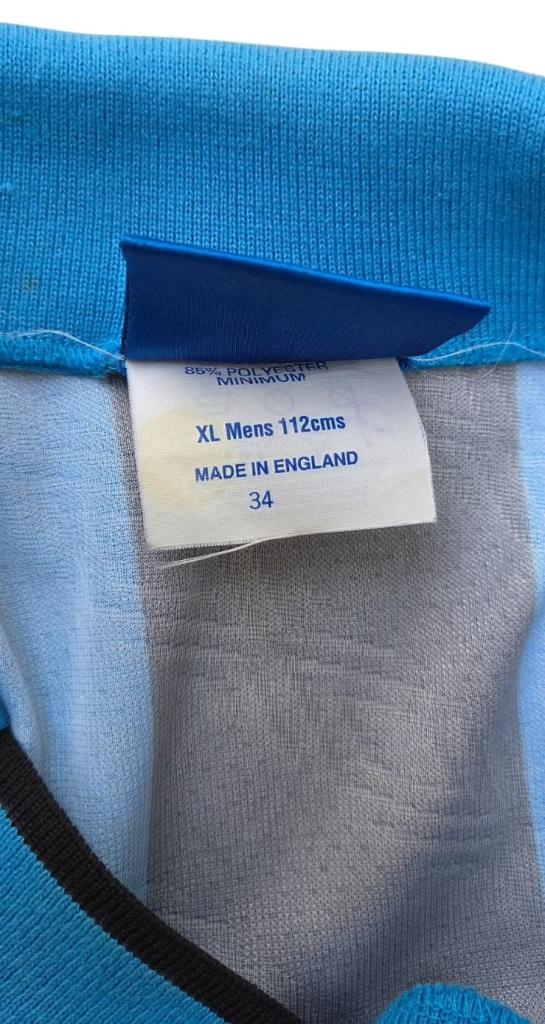 85% POLYESTER
MINIMUM
XL Mens 112cms
MADE IN ENGLAND
34